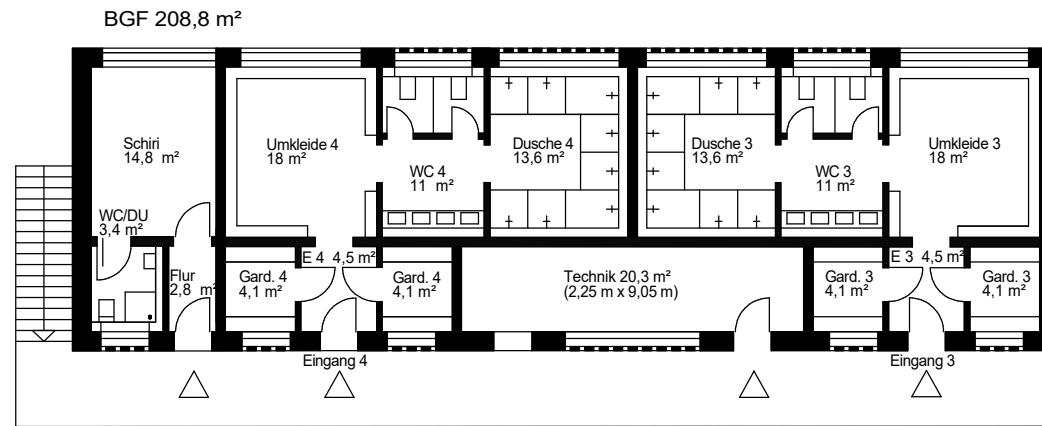 BGF 208,8 m²
Schiri
14,8 m²
Umkleide 4
18 m²
WC 4
11 m²
Dusche 4
13,6 m²
Dusche 3
13,6 m²
WC 3
11 m²
Umkleide 3
18 m²
WC/DU
3,4 m²
Flur
2,8 m²
Gard. 4
4,1 m²
E 4 4,5 m²
Gard. 4
4,1 m²
Technik 20,3 m²
(2,25 m x 9,05 m)
Gard. 3
4,1 m²
E 3 4,5 m²
Gard. 3
4,1 m²
Eingang 4
Eingang 3